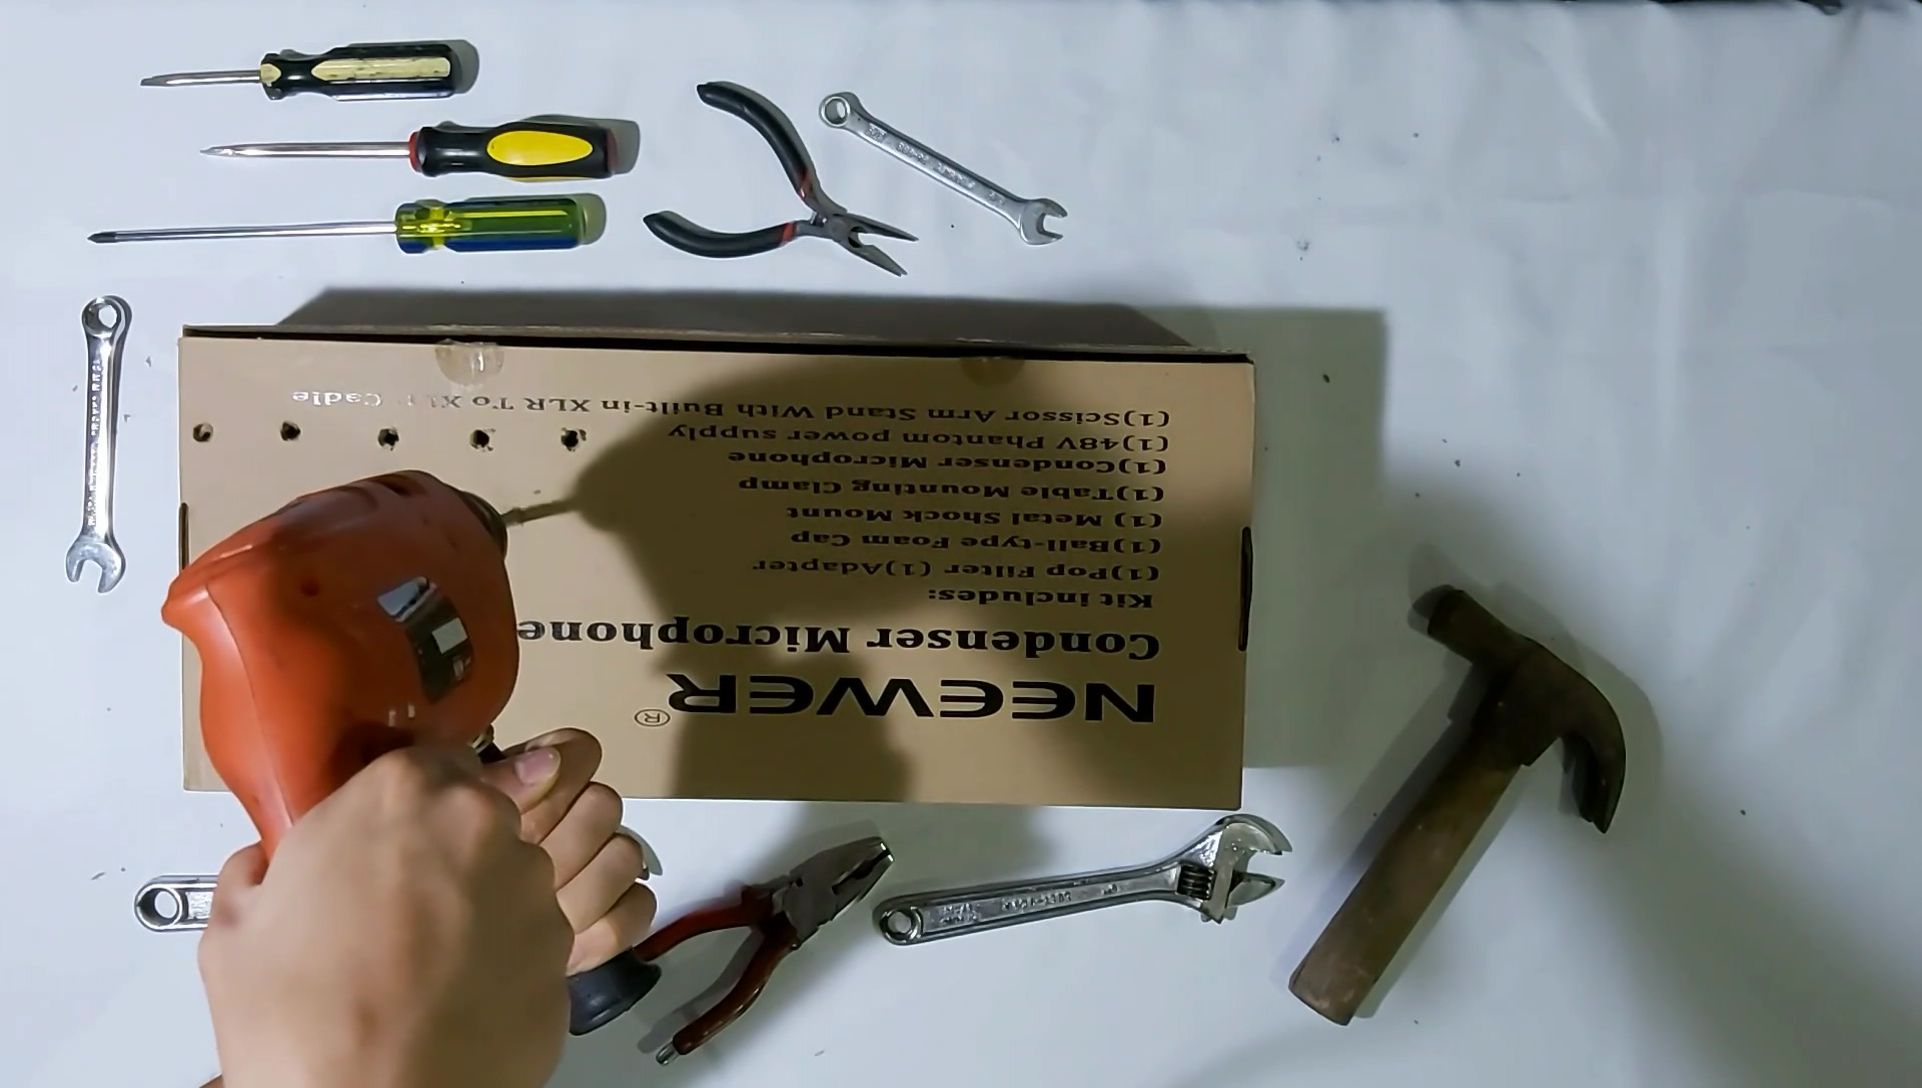 NEEWER®
Condenser Microphone
Kit includes:
(1)Pop Filter (1)Adapter
(1)Ball-type Foam Cap
(1) Metal Shock Mount
(1)Table Mounting Clamp
(1)Condenser Microphone
(1)48V Phantom power supply
(1)Scissor Arm Stand With Built-in XLR To XLR Cable